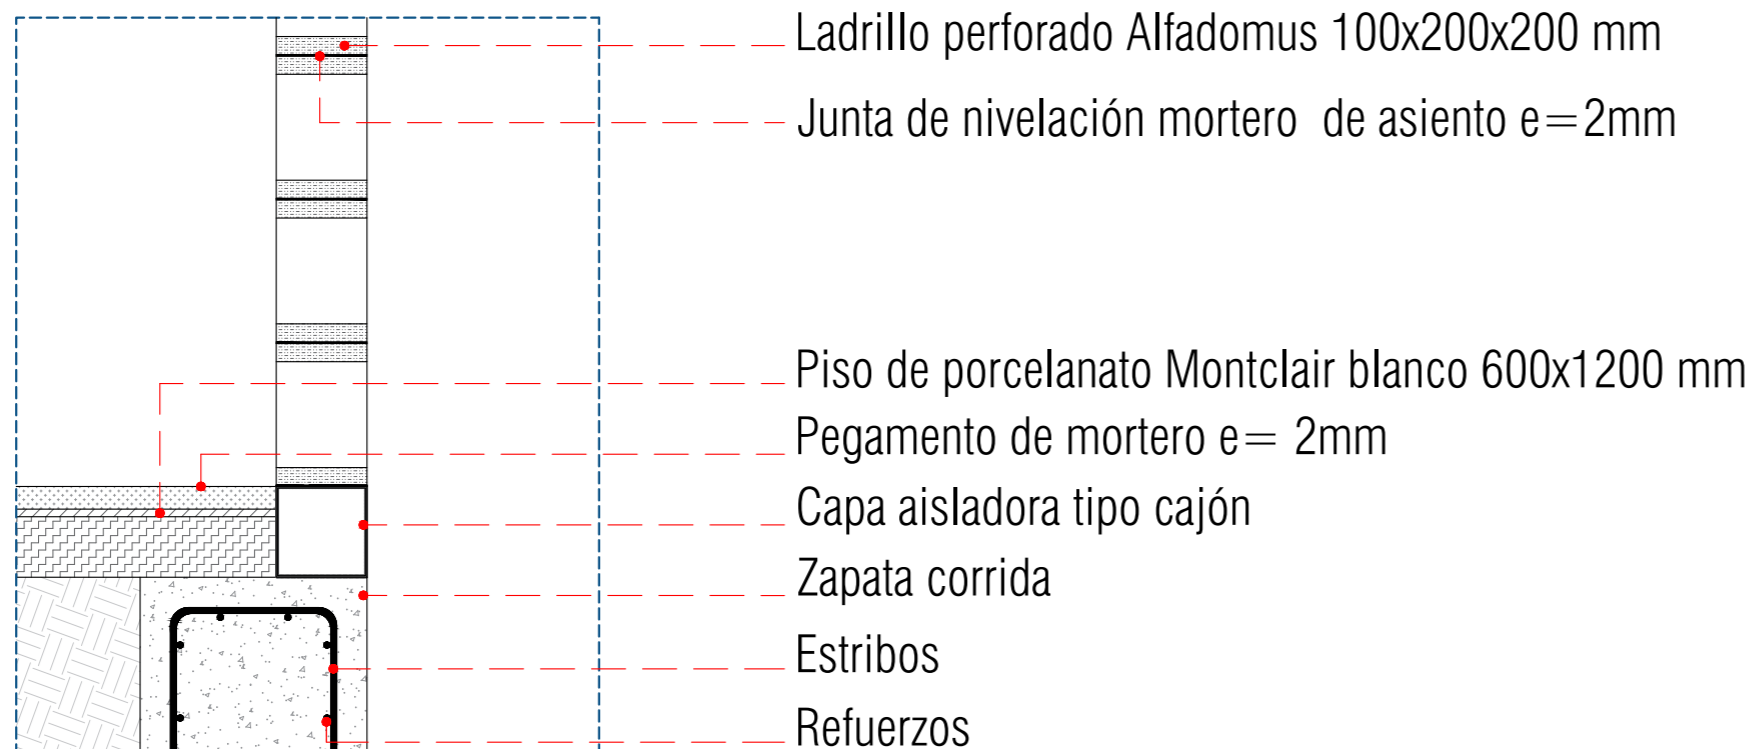 Ladrillo perforado Alfadomus 100x200x200 mm
Junta de nivelación mortero de asiento e=2mm
Piso de porcelanato Montclair blanco 600x1200 mm
Pegamento de mortero e= 2mm
Capa aisladora tipo cajón
Zapata corrida
Estribos
Refuerzos